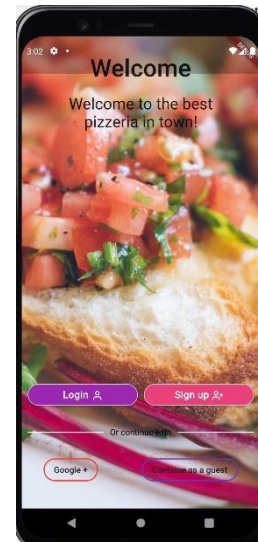 3:02
Welcome
Welcome to the best
pizzeria in town!
Login
Sign up
Or continue with
Google +
Continue as a guest